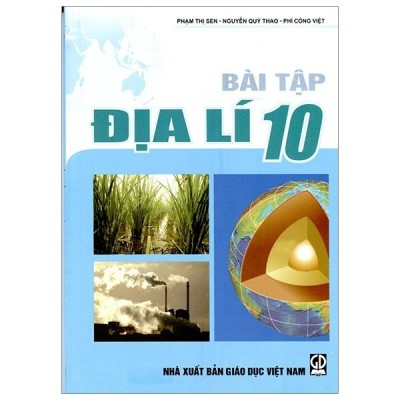 PHẠM THỊ SEN - NGUYỄN QUÝ THAO - PHÍ CÔNG VIỆT
BÀI TẬP
ĐỊA LÍ 10
NHÀ XUẤT BẢN GIÁO DỤC VIỆT NAM